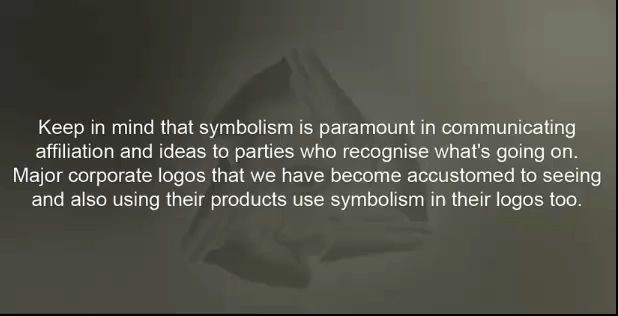 Keep in mind that symbolism is paramount in communicating
affiliation and ideas to parties who recognise what's going on.
Major corporate logos that we have become accustomed to seeing
and also using their products use symbolism in their logos too.